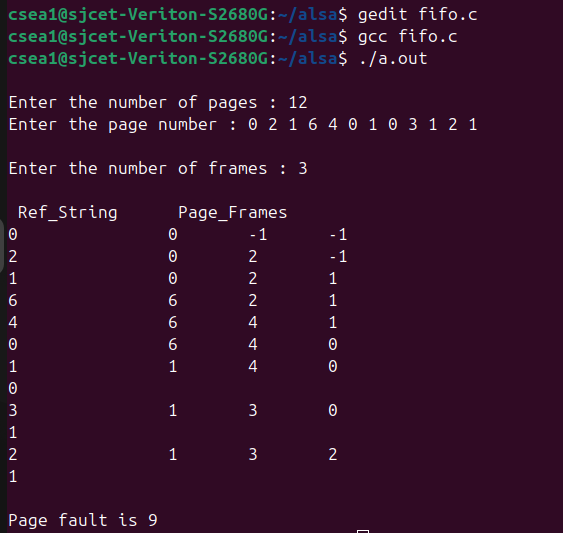 csea1@sjcet-Veriton-S2680G:~/alsa$ gedit fifo.c
csea1@sjcet-Veriton-S2680G:~/alsa$ gcc fifo.c
csea1@sjcet-Veriton-S2680G:~/alsa$ ./a.out
Enter the number of pages : 12
Enter the page number : 0 2 1 6 4 0 1 0 3 1 2 1
Enter the number of frames : 3
Ref_String Page_Frames
0 0 -1 -1
2 0 2 -1
1 0 2 1
6 6 2 1
4 6 4 1
0 6 4 0
1 1 4 0
0
3 1 3 0
1
2 1 3 2
1
Page fault is 9